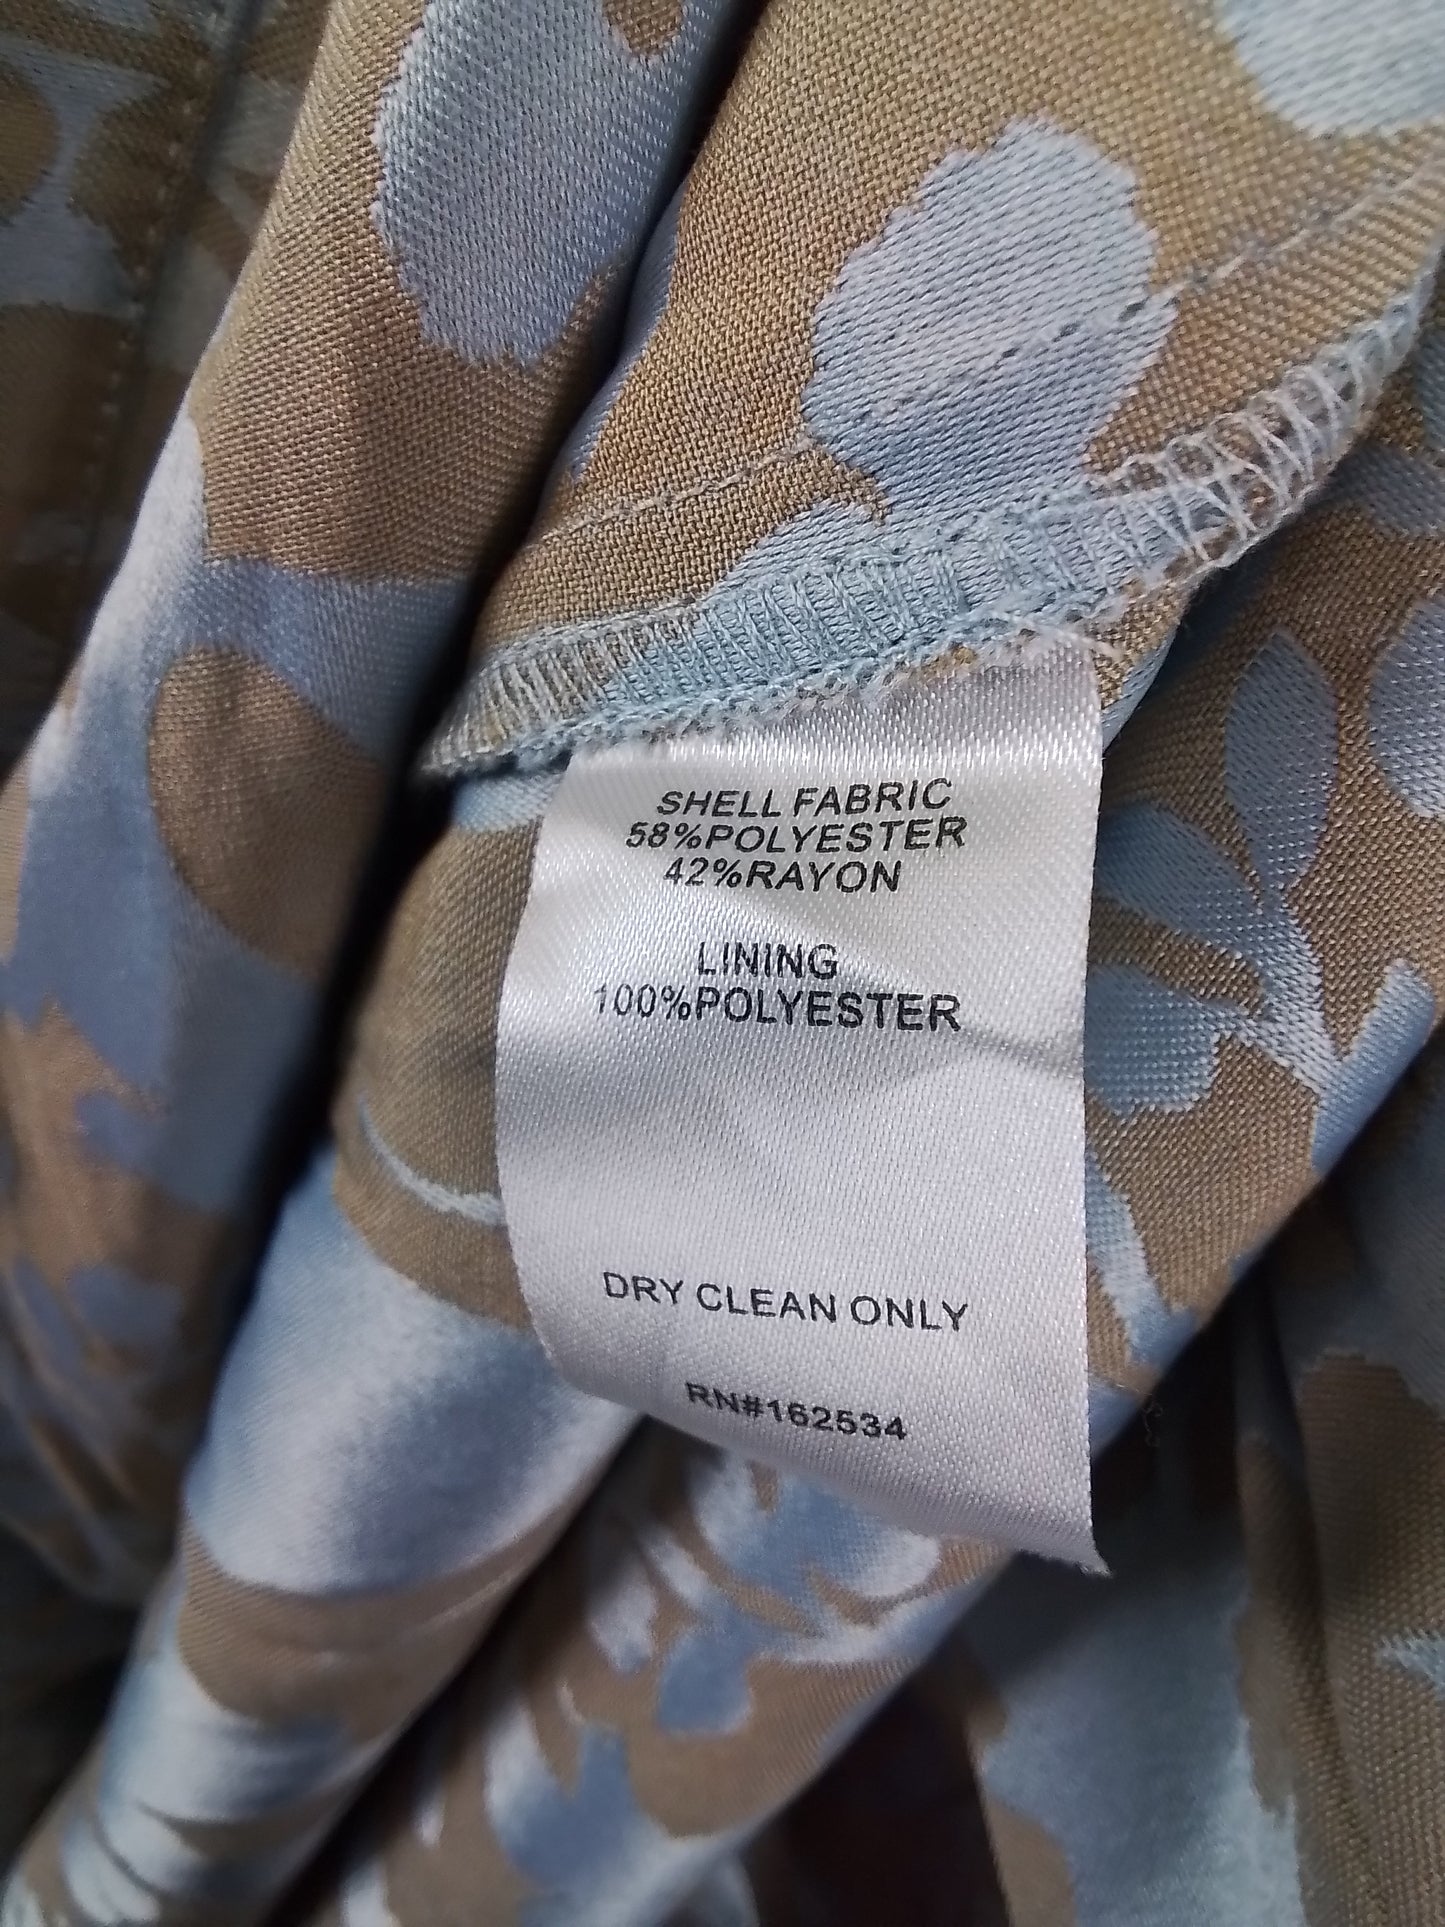 SHELL FABRIC
58%POLYESTER
42%RAYON
LINING
100%POLYESTER
DRY CLEAN ONLY
RN#162534